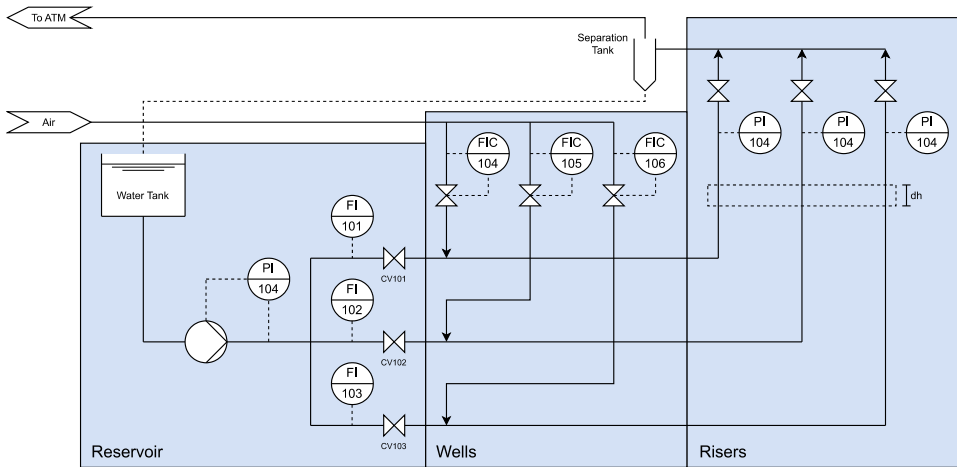 To ATM
Separation
Tank
Air
PI
104
PI
104
PI
104
FIC
104
FIC
105
FIC
106
Water Tank
dh
FI
101
PI
104
CV101
FI
102
CV102
FI
103
CV103
Reservoir
Wells
Risers